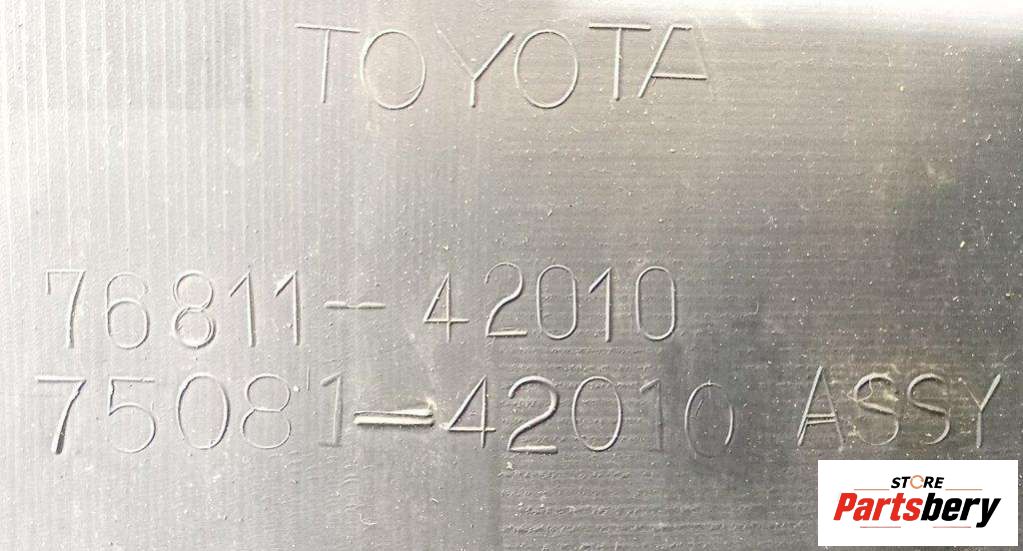 TOYOTA
76811-42010
75081-42010 ASSY
STORE
Partsbery